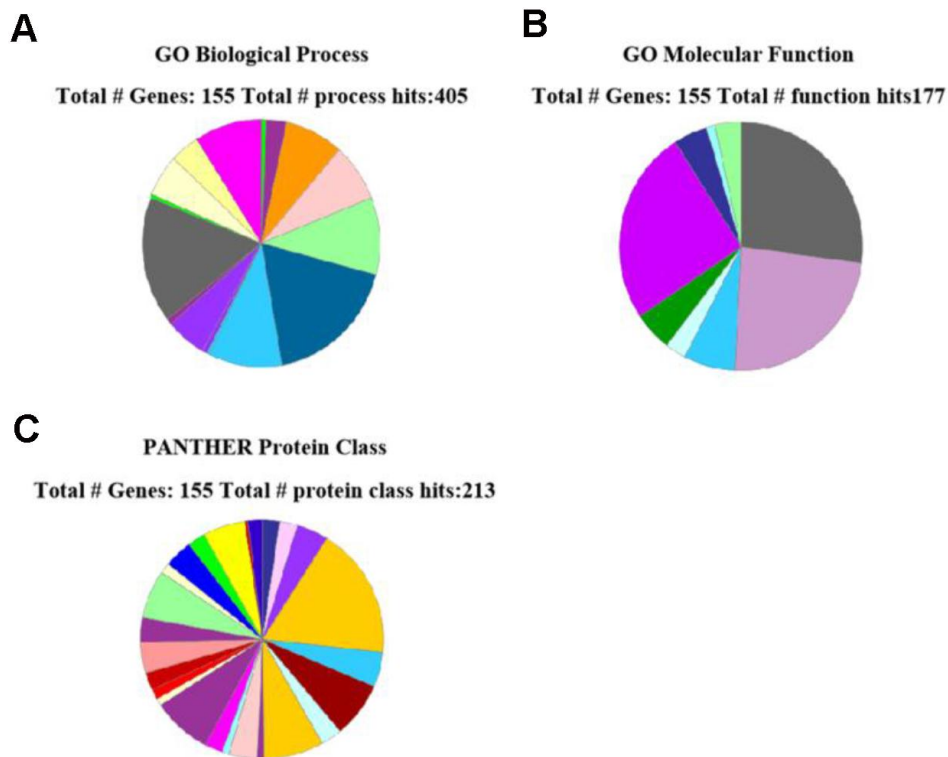 A
GO Biological Process
Total # Genes: 155 Total # process hits:405
B
GO Molecular Function
Total # Genes: 155 Total # function hits177
C
PANTHER Protein Class
Total # Genes: 155 Total # protein class hits:213